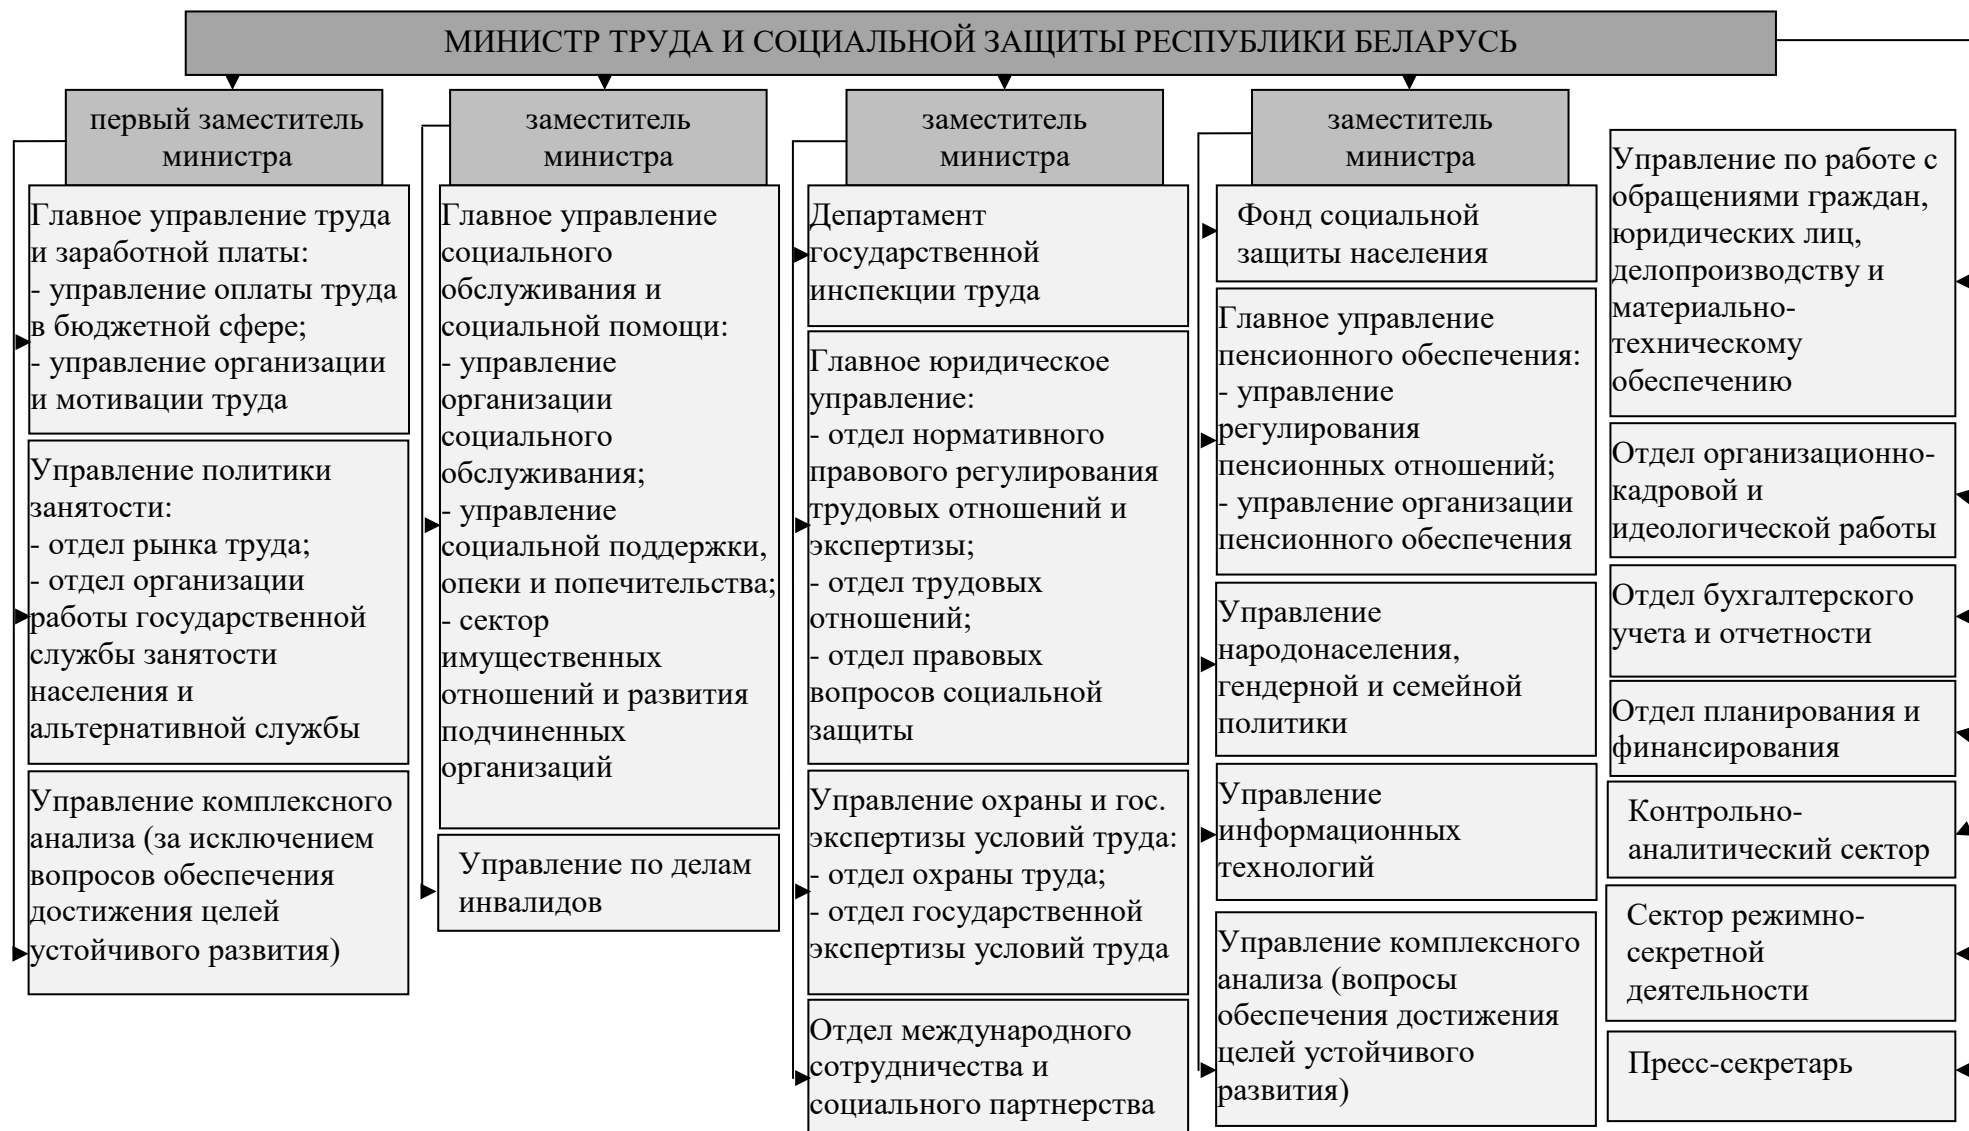 МИНИСТР ТРУДА И СОЦИАЛЬНОЙ ЗАЩИТЫ РЕСПУБЛИКИ БЕЛАРУСЬ
первый заместитель
министра
Главное управление труда
и заработной платы:
- управление оплаты труда
в бюджетной сфере;
- управление организации
и мотивации труда
Управление политики
занятости:
- отдел рынка труда;
- отдел организации
работы государственной
службы занятости
населения и
альтернативной службы
Управление комплексного
анализа (за исключением
вопросов обеспечения
достижения целей
устойчивого развития)
заместитель
министра
Главное управление
социального
обслуживания и
социальной помощи:
- управление
организации
социального
обслуживания;
- управление
социальной поддержки,
опеки и попечительства;
- сектор
имущественных
отношений и развития
подчиненных
организаций
Управление по делам
инвалидов
заместитель
министра
Департамент
государственной
инспекции труда
Главное юридическое
управление:
- отдел нормативного
правового регулирования
трудовых отношений и
экспертизы;
- отдел трудовых
отношений;
- отдел правовых
вопросов социальной
защиты
Управление охраны и гос.
экспертизы условий труда:
- отдел охраны труда;
- отдел государственной
экспертизы условий труда
Отдел международного
сотрудничества и
социального партнерства
заместитель
министра
Фонд социальной
защиты населения
Главное управление
пенсионного обеспечения:
- управление
регулирования
пенсионных отношений;
- управление организации
пенсионного обеспечения
Управление
народонаселения,
гендерной и семейной
политики
Управление
информационных
технологий
Управление комплексного
анализа (вопросы
обеспечения достижения
целей устойчивого
развития)
Управление по работе с
обращениями граждан,
юридических лиц,
делопроизводству и
материально-
техническому
обеспечению
Отдел организационно-
кадровой и
идеологической работы
Отдел бухгалтерского
учета и отчетности
Отдел планирования и
финансирования
Контрольно-
аналитический сектор
Сектор режимно-
секретной
деятельности
Пресс-секретарь